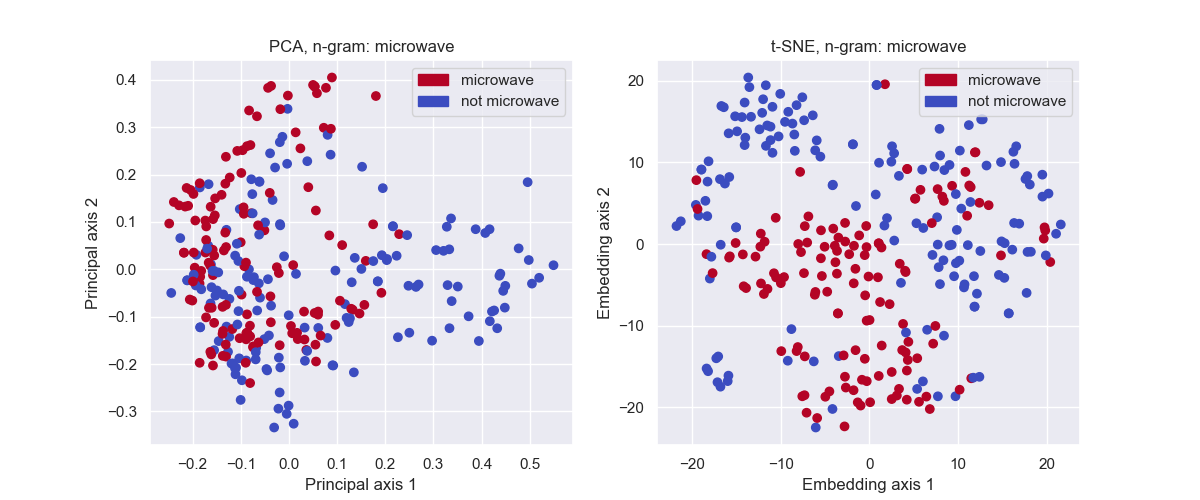 PCA, n-gram: microwave
microwave
not microwave
0.4
0.3
0.2
0.1
0.0
−0.1
−0.2
−0.3
Principal axis 2
−0.2
−0.1
0.0
0.1
0.2
0.3
0.4
0.5
Principal axis 1
t-SNE, n-gram: microwave
microwave
not microwave
20
10
0
−10
−20
Embedding axis 2
−20
−10
0
10
20
Embedding axis 1